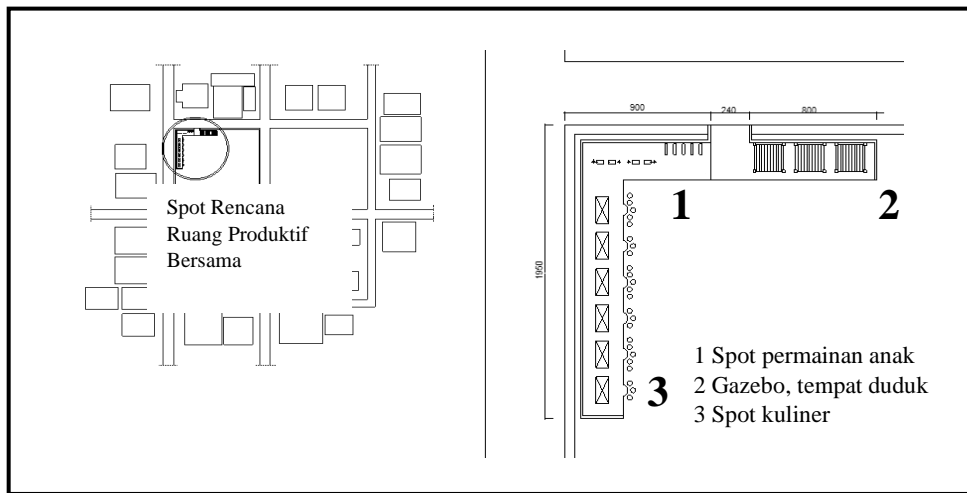 Spot Rencana
Ruang Produktif
Bersama
900
240
800
1950
1
2
3
1 Spot permainan anak
2 Gazebo, tempat duduk
3 Spot kuliner